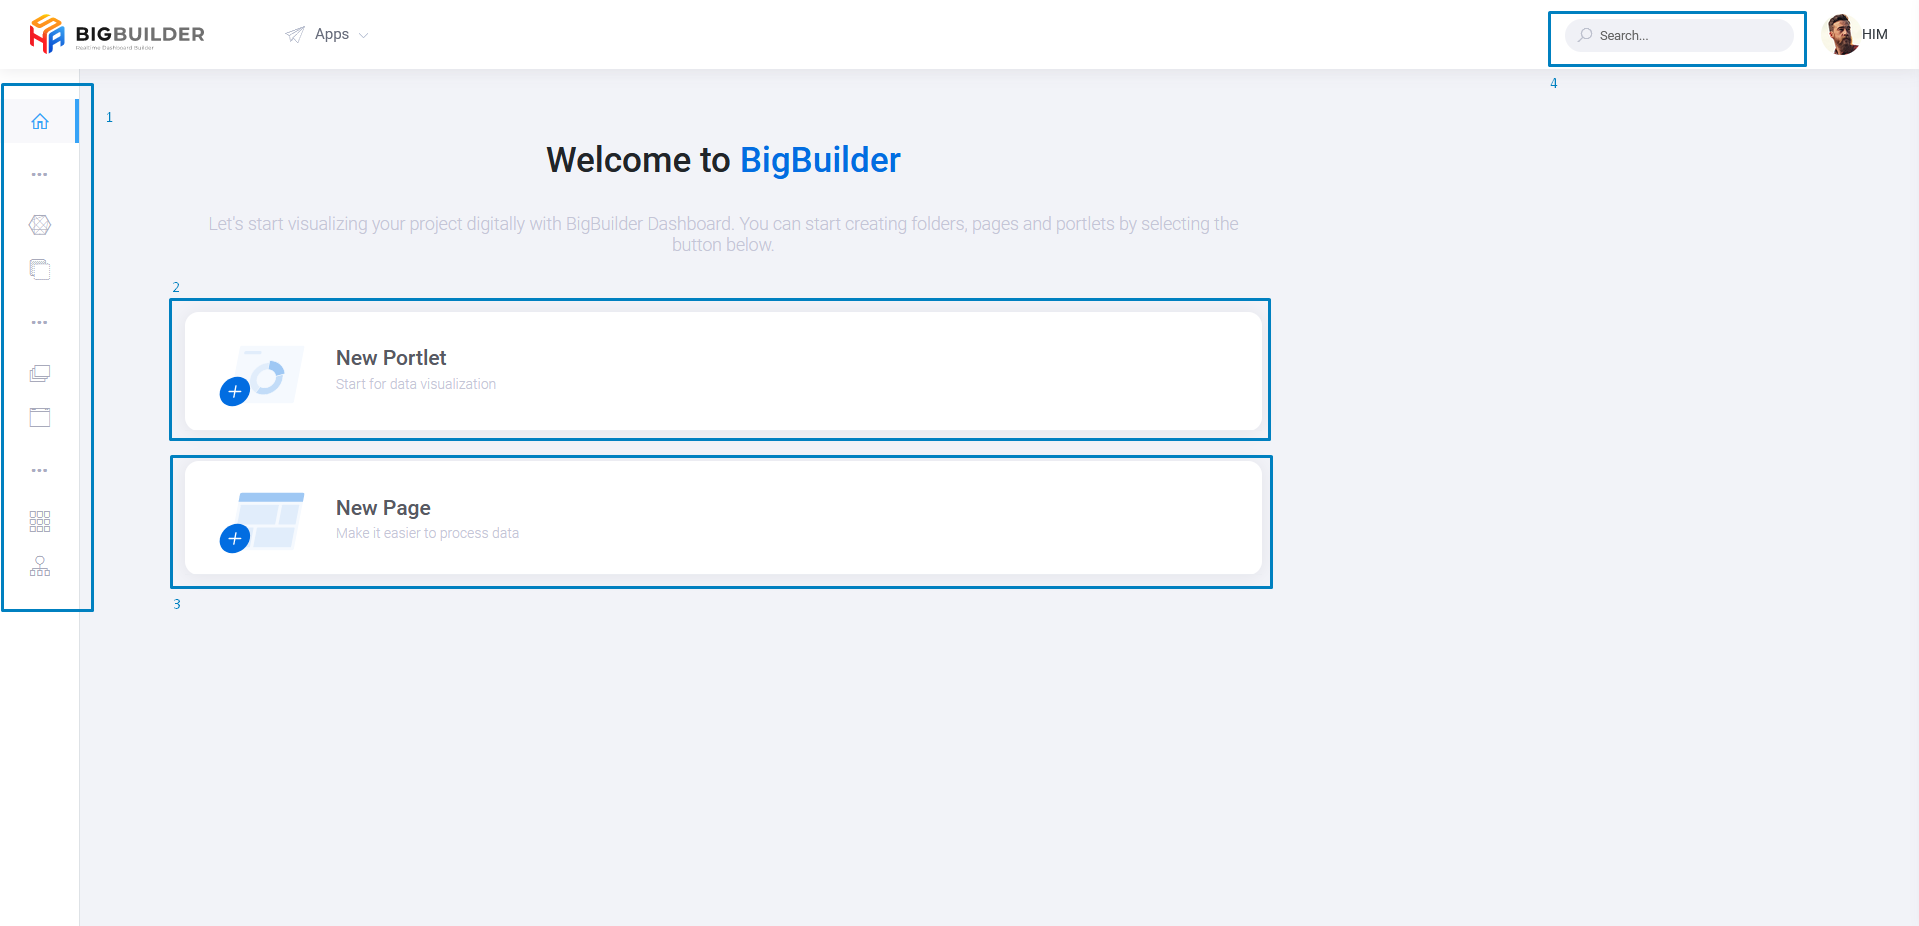 BIGBUILDER
Realtime Dashboard Builder
Apps
Search...
HIM
4
1
Welcome to BigBuilder
Let's start visualizing your project digitally with BigBuilder Dashboard. You can start creating folders, pages and portlets by selecting the
button below.
2
New Portlet
Start for data visualization
New Page
Make it easier to process data
3